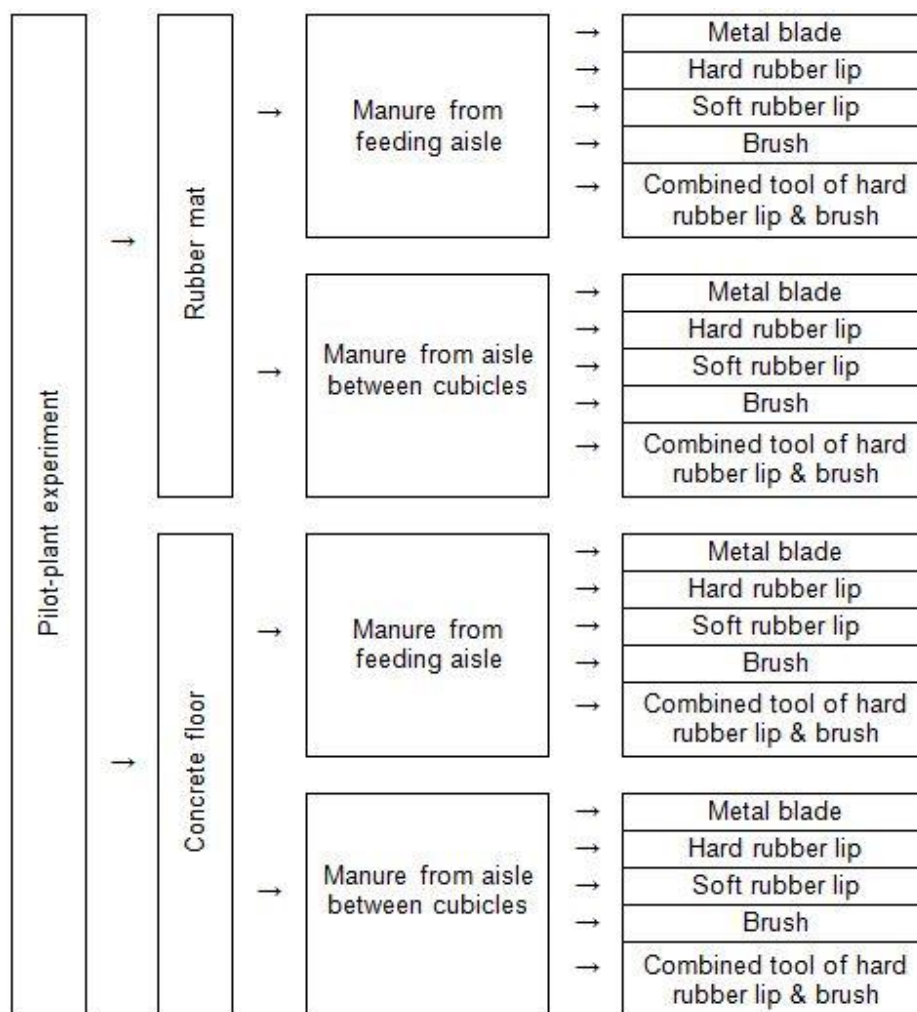 Pilot-plant experiment
→
Rubber mat
→
Manure from
feeding aisle
→ Metal blade
→ Hard rubber lip
→ Soft rubber lip
→ Brush
→ Combined tool of hard
rubber lip & brush
→
Manure from aisle
between cubicles
→ Metal blade
→ Hard rubber lip
→ Soft rubber lip
→ Brush
→ Combined tool of hard
rubber lip & brush
→
Concrete floor
→
Manure from
feeding aisle
→ Metal blade
→ Hard rubber lip
→ Soft rubber lip
→ Brush
→ Combined tool of hard
rubber lip & brush
→
Manure from aisle
between cubicles
→ Metal blade
→ Hard rubber lip
→ Soft rubber lip
→ Brush
→ Combined tool of hard
rubber lip & brush